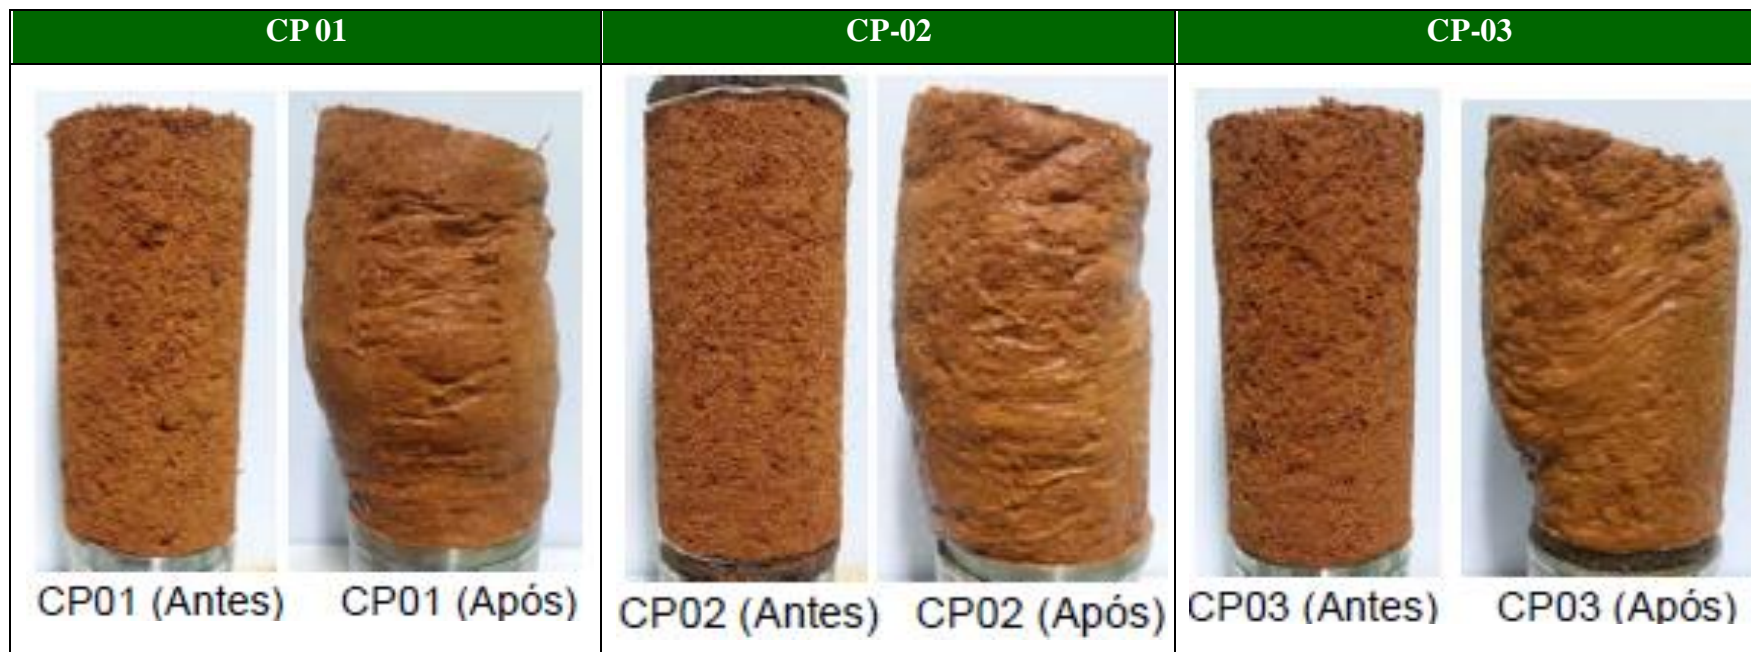 CP 01
CP-02
CP-03
CP01 (Antes)
CP01 (Após)
CP02 (Antes)
CP02 (Após)
CP03 (Antes)
CP03 (Após)